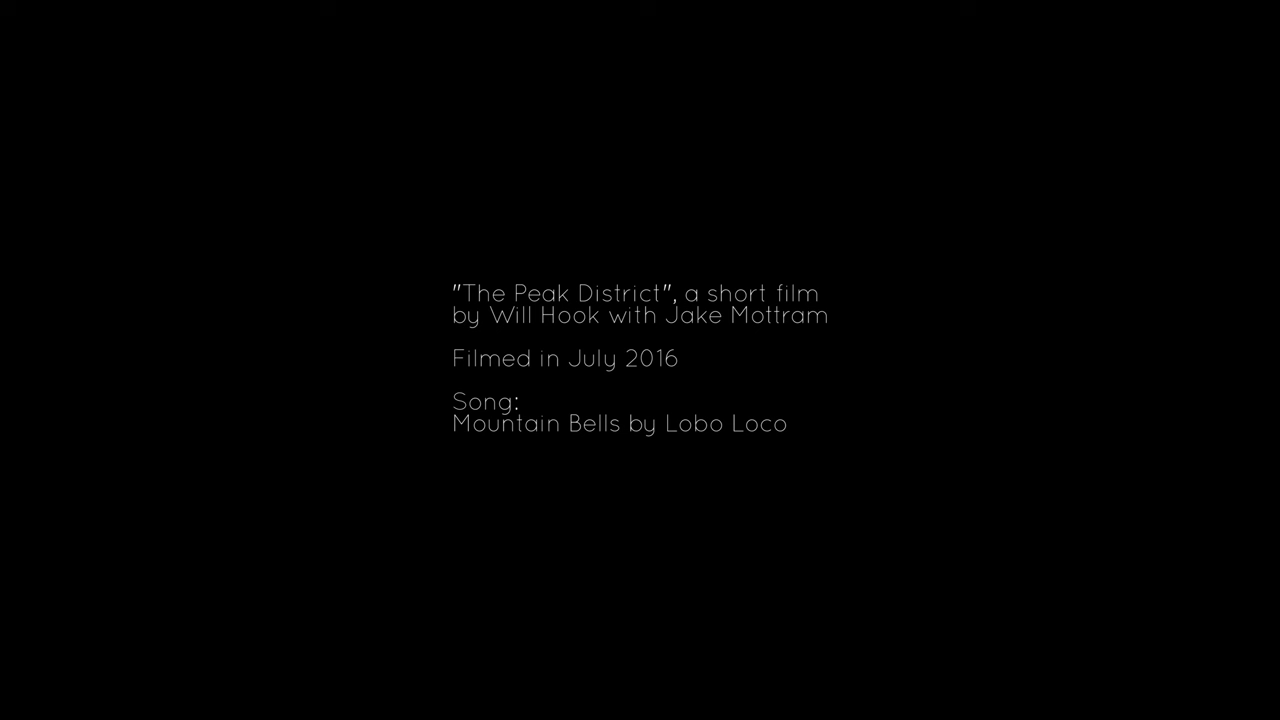 "The Peak District", a short film
by Will Hook with Jake Mottram
Filmed in July 2016
Song:
Mountain Bells by Lobo Loco